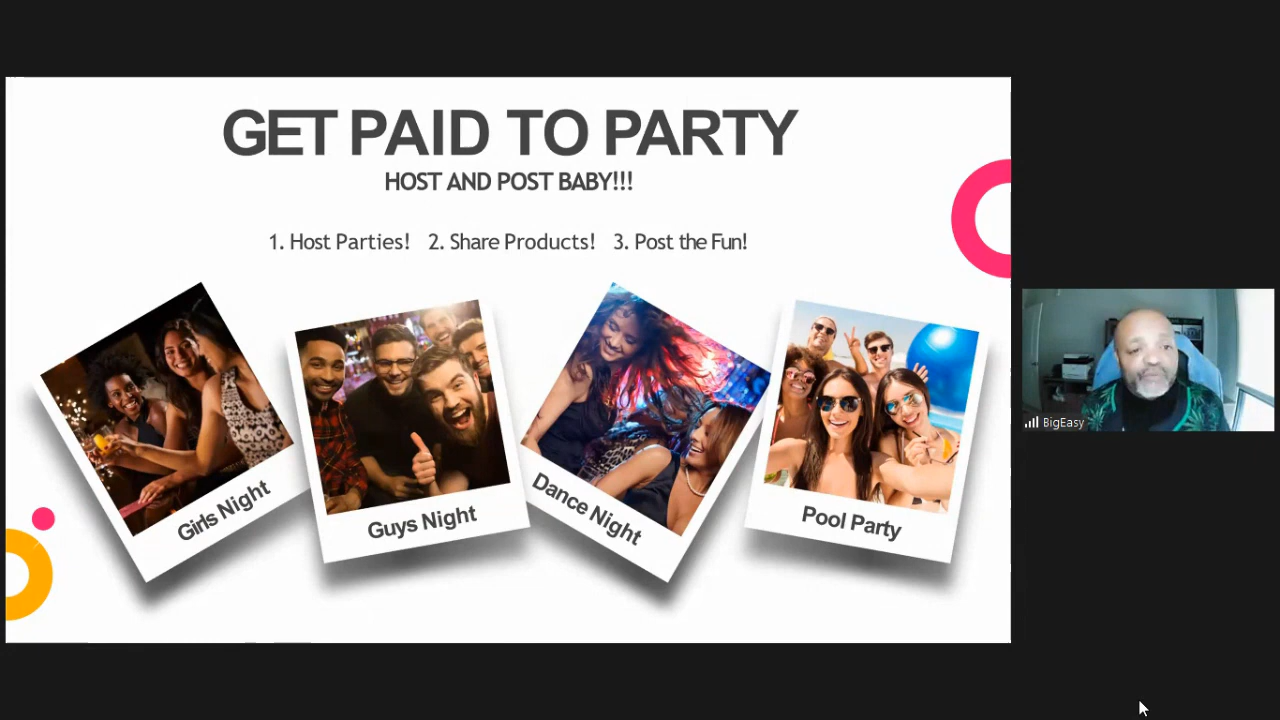 GET PAID TO PARTY
HOST AND POST BABY!!!
1. Host Parties! 2. Share Products! 3. Post the Fun!
Girls Night
Guys Night
Dance Night
Pool Party
BigEasy